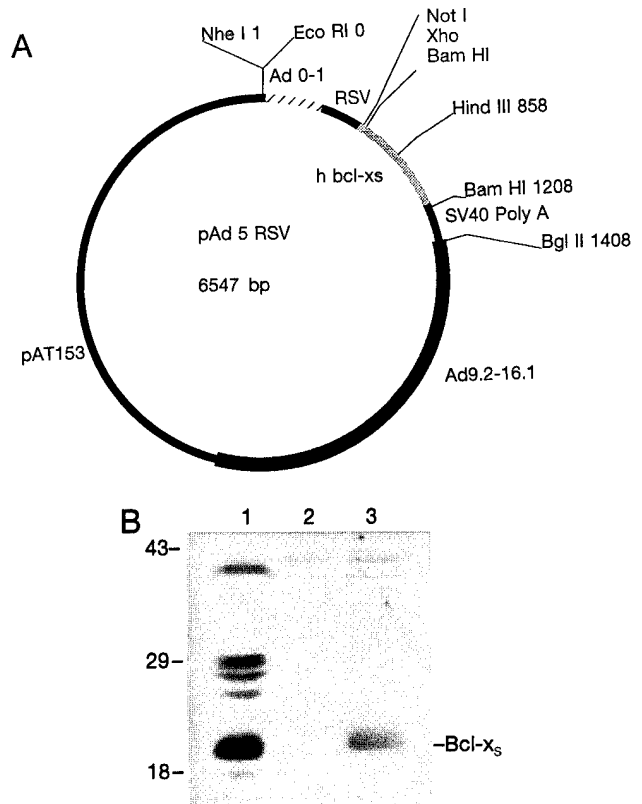 A
Nhe I 1
Eco RI 0
Not I
Xho
Bam HI
Ad 0-1
RSV
Hind III 858
h bcl-xs
Bam HI 1208
SV40 Poly A
Bgl II 1408
pAd 5 RSV
6547 bp
pAT153
Ad9.2-16.1
B
1 2 3
43–
29–
–Bcl-xS
18–